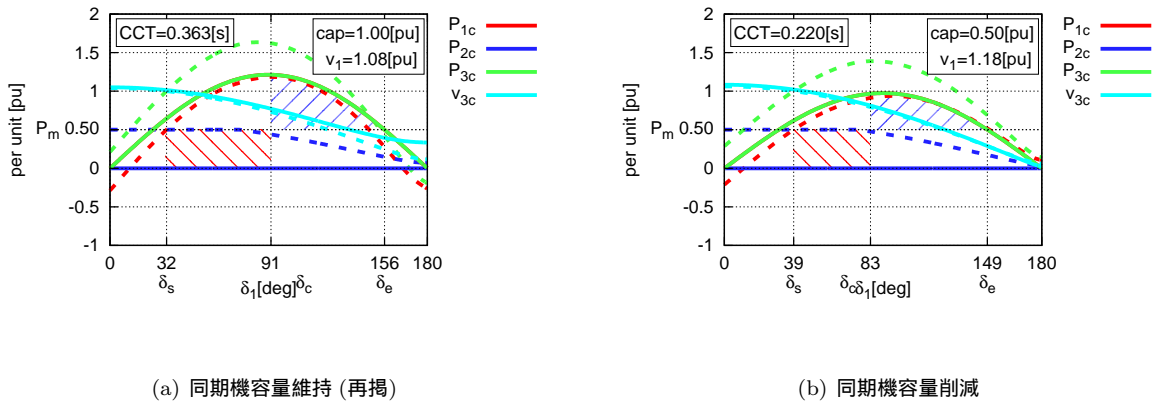 CCT=0.363[s]
cap=1.00[pu]
v1=1.08[pu]
per unit [pu]
2
1.5
1
Pm 0.50
0
-0.5
-1
0 32 91 156 180
δs δ1[deg] δc δe
P1c
P2c
P3c
v3c
(a) 同期機容量維持 (再掲)
CCT=0.220[s]
cap=0.50[pu]
v1=1.18[pu]
per unit [pu]
2
1.5
1
Pm 0.50
0
-0.5
-1
0 39 83 149 180
δs δc δ1[deg] δe
P1c
P2c
P3c
v3c
(b) 同期機容量削減